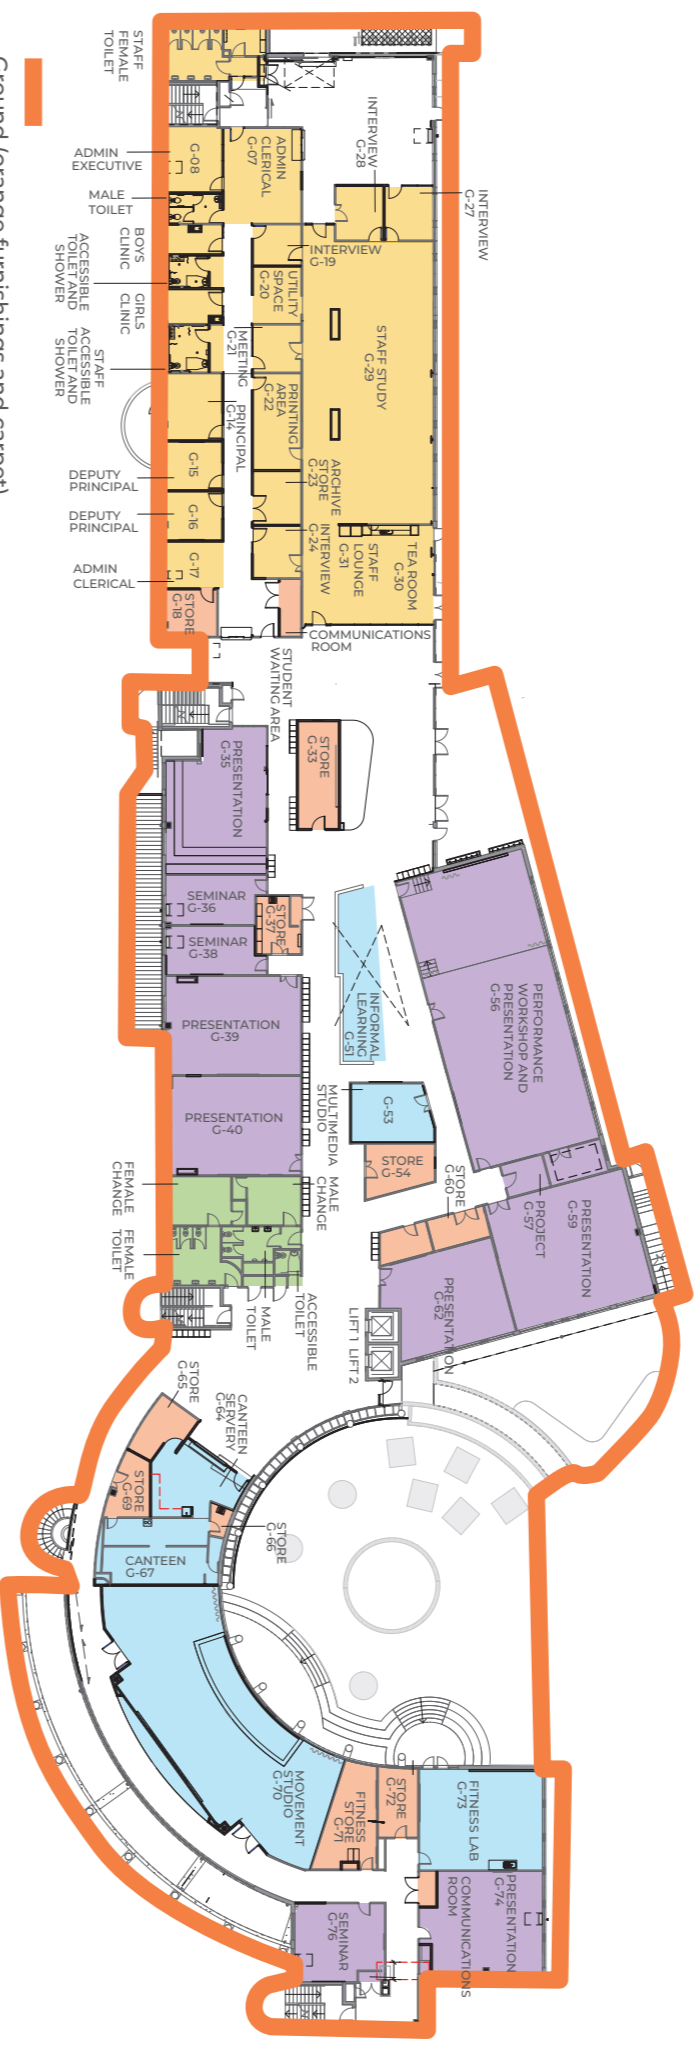 STAFF
FEMALE
TOILET
ADMIN
EXECUTIVE
G-08
ADMIN
CLERICAL
G-07
INTERVIEW
G-28
INTERVIEW
G-27
MALE
TOILET
BOYS
CLINIC
INTERVIEW
G-19
ACCESSIBLE
TOILET AND
SHOWER
UTILITY
SPACE
G-20
GIRLS
CLINIC
MEETING
G-21
STAFF
ACCESSIBLE
TOILET AND
SHOWER
STAFF STUDY
G-29
PRINCIPAL
G-14
PRINTING
AREA
G-22
G-15
DEPUTY
PRINCIPAL
ARCHIVE
STORE
G-23
G-16
DEPUTY
PRINCIPAL
INTERVIEW
G-24
STAFF
LOUNGE
G-31
TEA ROOM
G-30
G-17
ADMIN
CLERICAL
STORE
G-18
COMMUNICATIONS
ROOM
STUDENT
WAITING AREA
Ground (orange furnishings and carpet)
PRESENTATION
G-35
STORE
G-33
SEMINAR
G-36
STORE
G-37
SEMINAR
G-38
INFORMAL
LEARNING
G-51
PERFORMANCE
WORKSHOP AND
PRESENTATION
G-56
PRESENTATION
G-39
PRESENTATION
G-40
MULTIMEDIA
STUDIO
G-53
STORE
G-54
STORE
G-60
PROJECT
G-57
PRESENTATION
G-59
FEMALE
CHANGE
MALE
CHANGE
FEMALE
TOILET
MALE
TOILET
ACCESSIBLE
TOILET
PRESENTATION
G-62
LIFT 1
LIFT 2
STORE
G-65
CANTEEN
SERVERY
G-64
STORE
G-69
STORE
G-66
CANTEEN
G-67
MOVEMENT
STUDIO
G-70
FITNESS
STORE
G-71
STORE
G-72
FITNESS LAB
G-73
PRESENTATION
G-74
COMMUNICATIONS
ROOM
SEMINAR
G-76